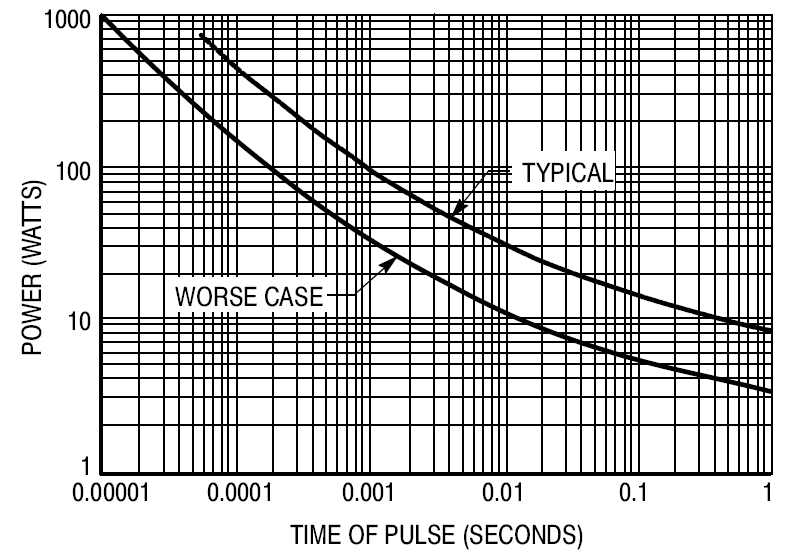 1000
100
10
1
POWER (WATTS)
TYPICAL
WORSE CASE
0.00001 0.0001 0.001 0.01 0.1 1
TIME OF PULSE (SECONDS)